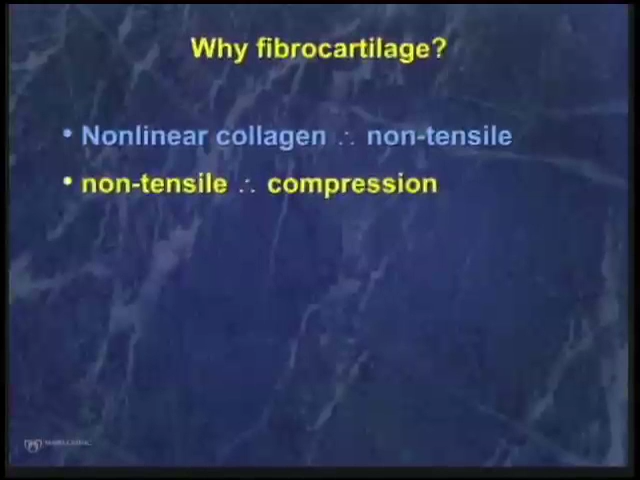 Why fibrocartilage?
• Nonlinear collagen ∴ non-tensile
• non-tensile ∴ compression